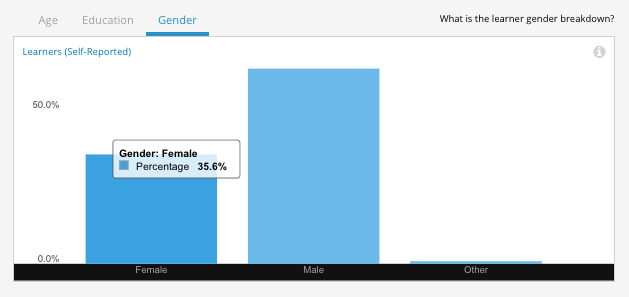 Age Education Gender
What is the learner gender breakdown?
Learners (Self-Reported)
50.0%
Gender: Female
Percentage 35.6%
0.0%
Female Male Other